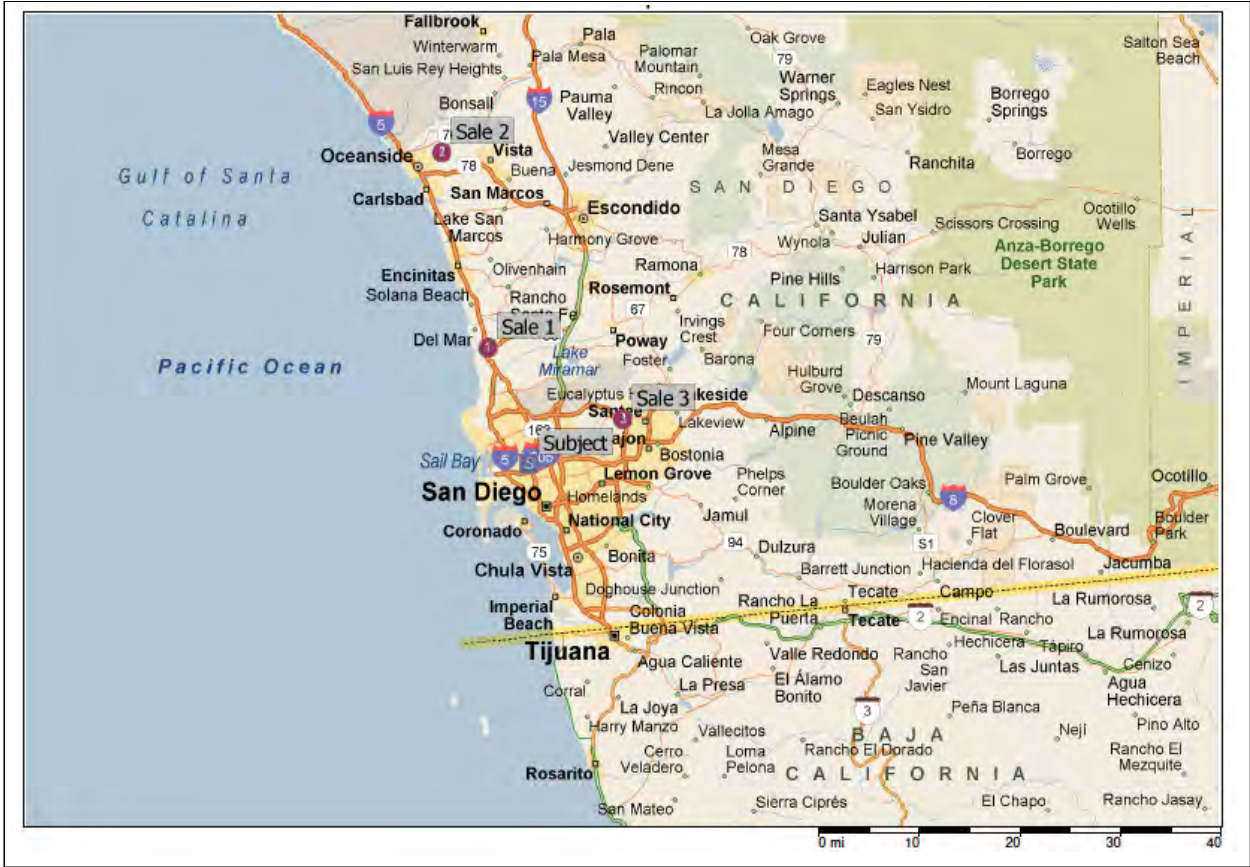 Fallbrook
Pala
Oak Grove
Salton Sea
Beach
Winterwarm
Pala Mesa
Palomar
Mountain
79
Warner
Springs
San Luis Rey Heights
Rincon
Eagles Nest
Borrego
Springs
15
Pauma
Valley
La Jolla Amago
San Ysidro
Bonsall
5
Sale 2
2
Valley Center
Vista
Oceanside
78
Buena
Jesmond Dene
Mesa
Grande
Ranchita
Borrego
Gulf of Santa
Catalina
Carlsbad
San Marcos
SAN DIEGO
Escondido
Lake San
Marcos
Santa Ysabel
Scissors Crossing
Ocotillo
Wells
Harmony Grove
78
Wynola
Julian
Anza-Borrego
Desert State
Park
IMPERIAL
Encinitas
Olivenhain
Ramona
Pine Hills
Harrison Park
Solana Beach
Rancho
Rosemont
CALIFORNIA
67
Sale 1
1
Irvings
Crest
Four Corners
79
Del Mar
Poway
Lake
Miramar
Foster
Barona
Pacific Ocean
Hulburd
Grove
Mount Laguna
Eucalyptus
Sale 3
3
Descanso
Lakeview
Alpine
Beulah
Picnic
Ground
Pine Valley
Subject
Sail Bay
5
Bostonia
Lemon Grove
Phelps
Corner
Boulder Oaks
Palm Grove
Ocotillo
San Diego
Homelands
Morena
Village
8
Coronado
National City
Jamul
Clover
Flat
Boulevard
Boulder
Park
75
Bonita
94
Dulzura
S1
Chula Vista
Barrett Junction
Hacienda del Florasol
Jacumba
Doghouse Junction
Imperial
Beach
Colonia
Buena Vista
Rancho La
Puerta
Tecate
Tecate
2
Campo
Encinal Rancho
La Rumorosa
2
Tijuana
Hechicera
La Rumorosa
Agua Caliente
Valle Redondo
Rancho
San
Javier
Tápiro
Las Juntas
Cenizo
Corral
La Presa
El Álamo
Bonito
Agua
Hechicera
La Joya
3
Peña Blanca
Pino Alto
Harry Manzo
Vallecitos
BAJA
CALIFORNIA
Nejí
Cerro
Veladero
Loma
Pelona
Rancho El Dorado
Rancho El
Mezquite
Rosarito
San Mateo
Sierra Ciprés
El Chapo
Rancho Jasay
0 mi 10 20 30 40